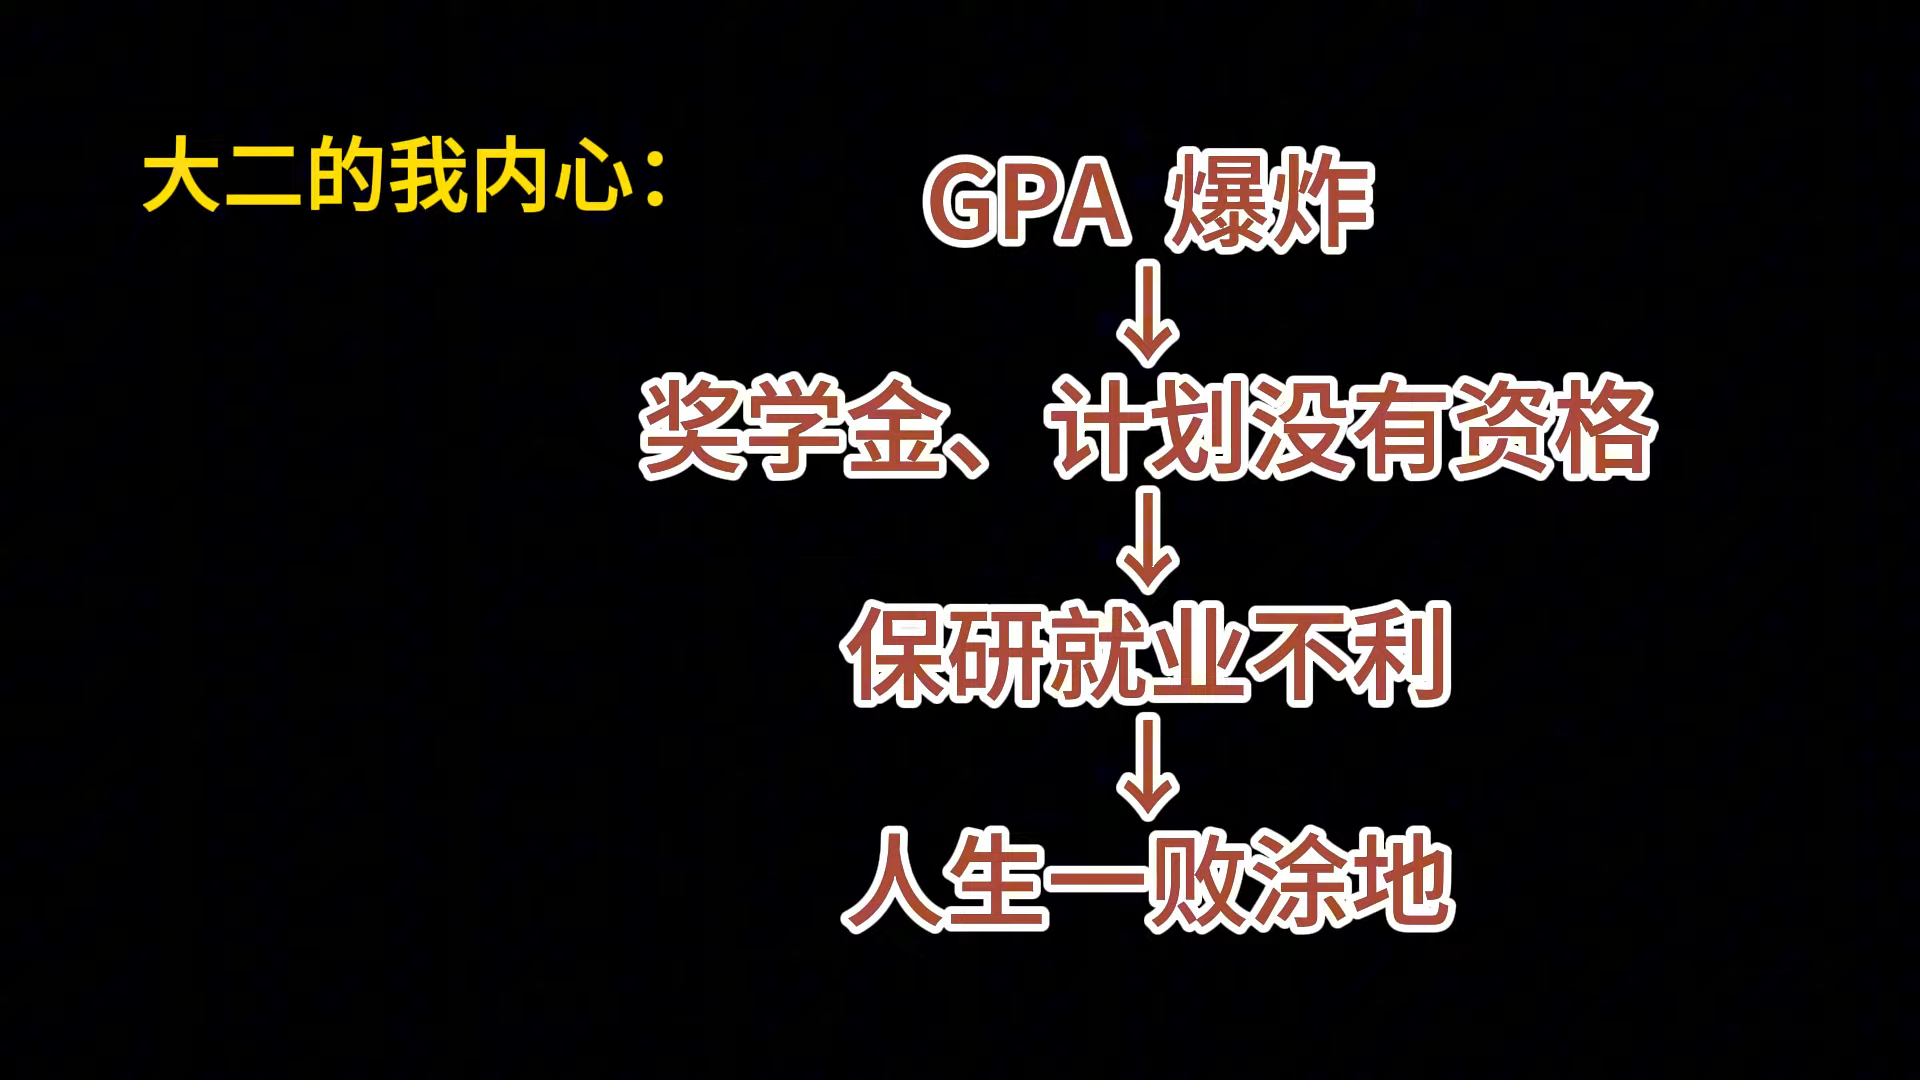 大二的我内心：
GPA 爆炸
↓
奖学金、计划没有资格
↓
保研就业不利
↓
人生一败涂地